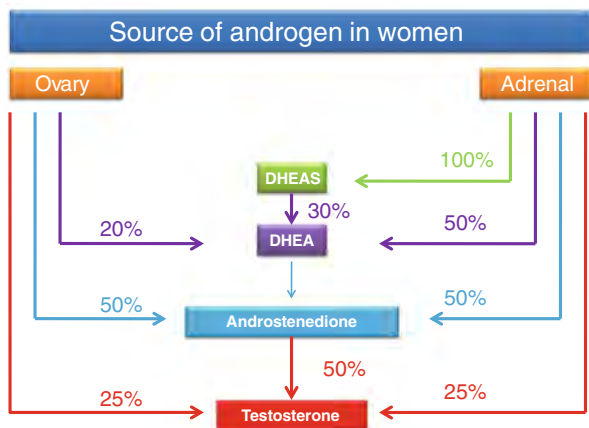 Source of androgen in women
Ovary
Adrenal
100%
DHEAS
30%
20%
DHEA
50%
50%
Androstenedione
50%
50%
25%
Testosterone
25%